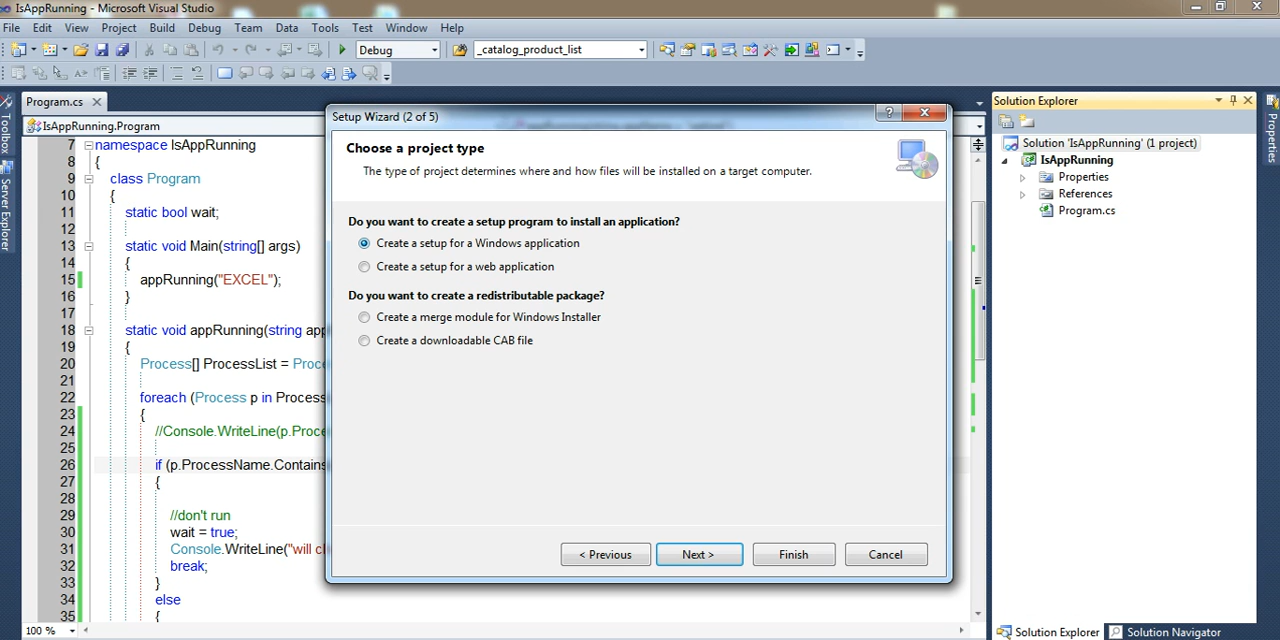 IsAppRunning - Microsoft Visual Studio
File Edit View Project Build Debug Team Data Tools Test Window Help
Debug _catalog_product_list
Program.cs
IsAppRunning.Program
7 namespace IsAppRunning
8 {
9 class Program
10 {
11 static bool wait;
12
13 static void Main(string[] args)
14 {
15 appRunning("EXCEL");
16 }
17
18 static void appRunning(string app
19 {
20 Process[] ProcessList = Proce
21
22 foreach (Process p in Process
23 {
24 //Console.WriteLine(p.Proce
25
26 if (p.ProcessName.Contains
27 {
28
29 //don't run
30 wait = true;
31 Console.WriteLine("will cl
32 break;
33 }
34 else
35 {
100 %
Toolbox
Server Explorer
Setup Wizard (2 of 5)
Choose a project type
The type of project determines where and how files will be installed on a target computer.
Do you want to create a setup program to install an application?
Create a setup for a Windows application
Create a setup for a web application
Do you want to create a redistributable package?
Create a merge module for Windows Installer
Create a downloadable CAB file
< Previous Next > Finish Cancel
Solution Explorer
Solution 'IsAppRunning' (1 project)
IsAppRunning
Properties
References
Program.cs
Solution Explorer Solution Navigator
Properties